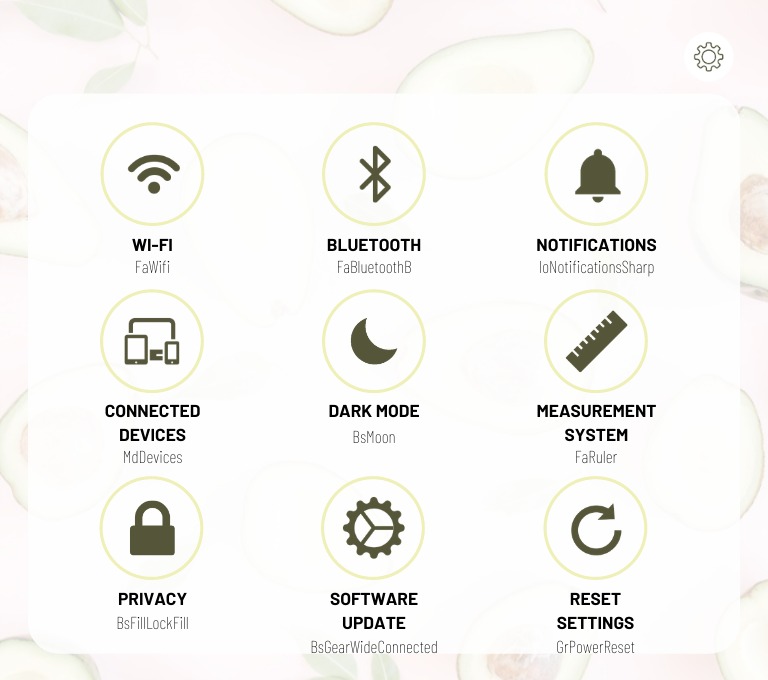 WI-FI
FaWifi
BLUETOOTH
FaBluetoothB
NOTIFICATIONS
IoNotificationsSharp
CONNECTED
DEVICES
MdDevices
DARK MODE
BsMoon
MEASUREMENT
SYSTEM
FaRuler
PRIVACY
BsFillLockFill
SOFTWARE
UPDATE
BsGearWideConnected
RESET
SETTINGS
GrPowerReset